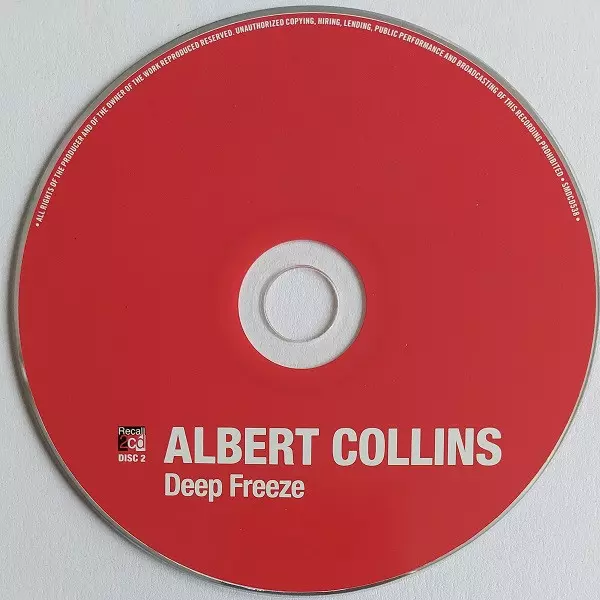 • ALL RIGHTS OF THE PRODUCER AND OF THE OWNER OF THE WORK REPRODUCED RESERVED. UNAUTHORIZED COPYING, HIRING, LENDING, PUBLIC PERFORMANCE AND BROADCASTING OF THIS RECORDING PROHIBITED • SMDCD538 •
Recall
2cd
DISC 2
ALBERT COLLINS
Deep Freeze